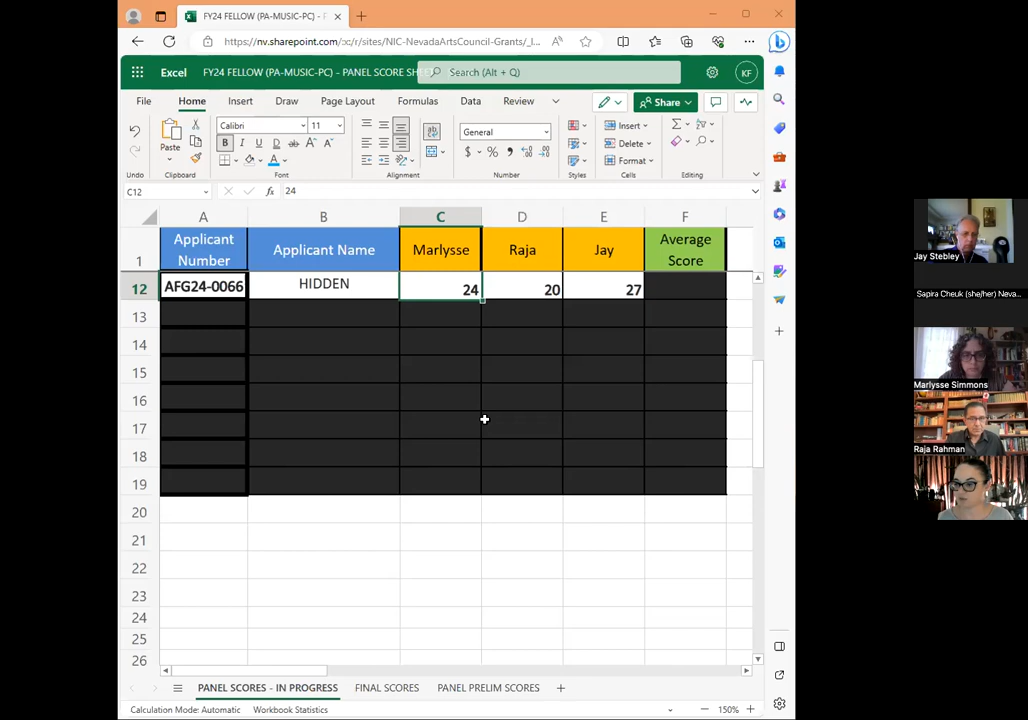 FY24 FELLOW (PA-MUSIC-PC) - P
https://nv.sharepoint.com/:x:/r/sites/NIC-NevadaArtsCouncil-Grants/_l...
Excel
FY24 FELLOW (PA-MUSIC-PC) - PANEL SCORE SHE
Search (Alt + Q)
KF
File
Home
Insert
Draw
Page Layout
Formulas
Data
Review
Share
Paste
Calibri
11
General
Insert
Delete
Format
Undo
Clipboard
Font
Alignment
Number
Styles
Cells
Editing
C12
24
A B C D E F
1 Applicant Number Applicant Name Marlysse Raja Jay Average Score
12 AFG24-0066 HIDDEN 24 20 27
13
14
15
16
17
18
19
20
21
22
23
24
25
26
PANEL SCORES - IN PROGRESS
FINAL SCORES
PANEL PRELIM SCORES
Calculation Mode: Automatic
Workbook Statistics
150%
Jay Stebley
Sapira Cheuk (she/her) Neva...
Marlysse Simmons
Raja Rahman